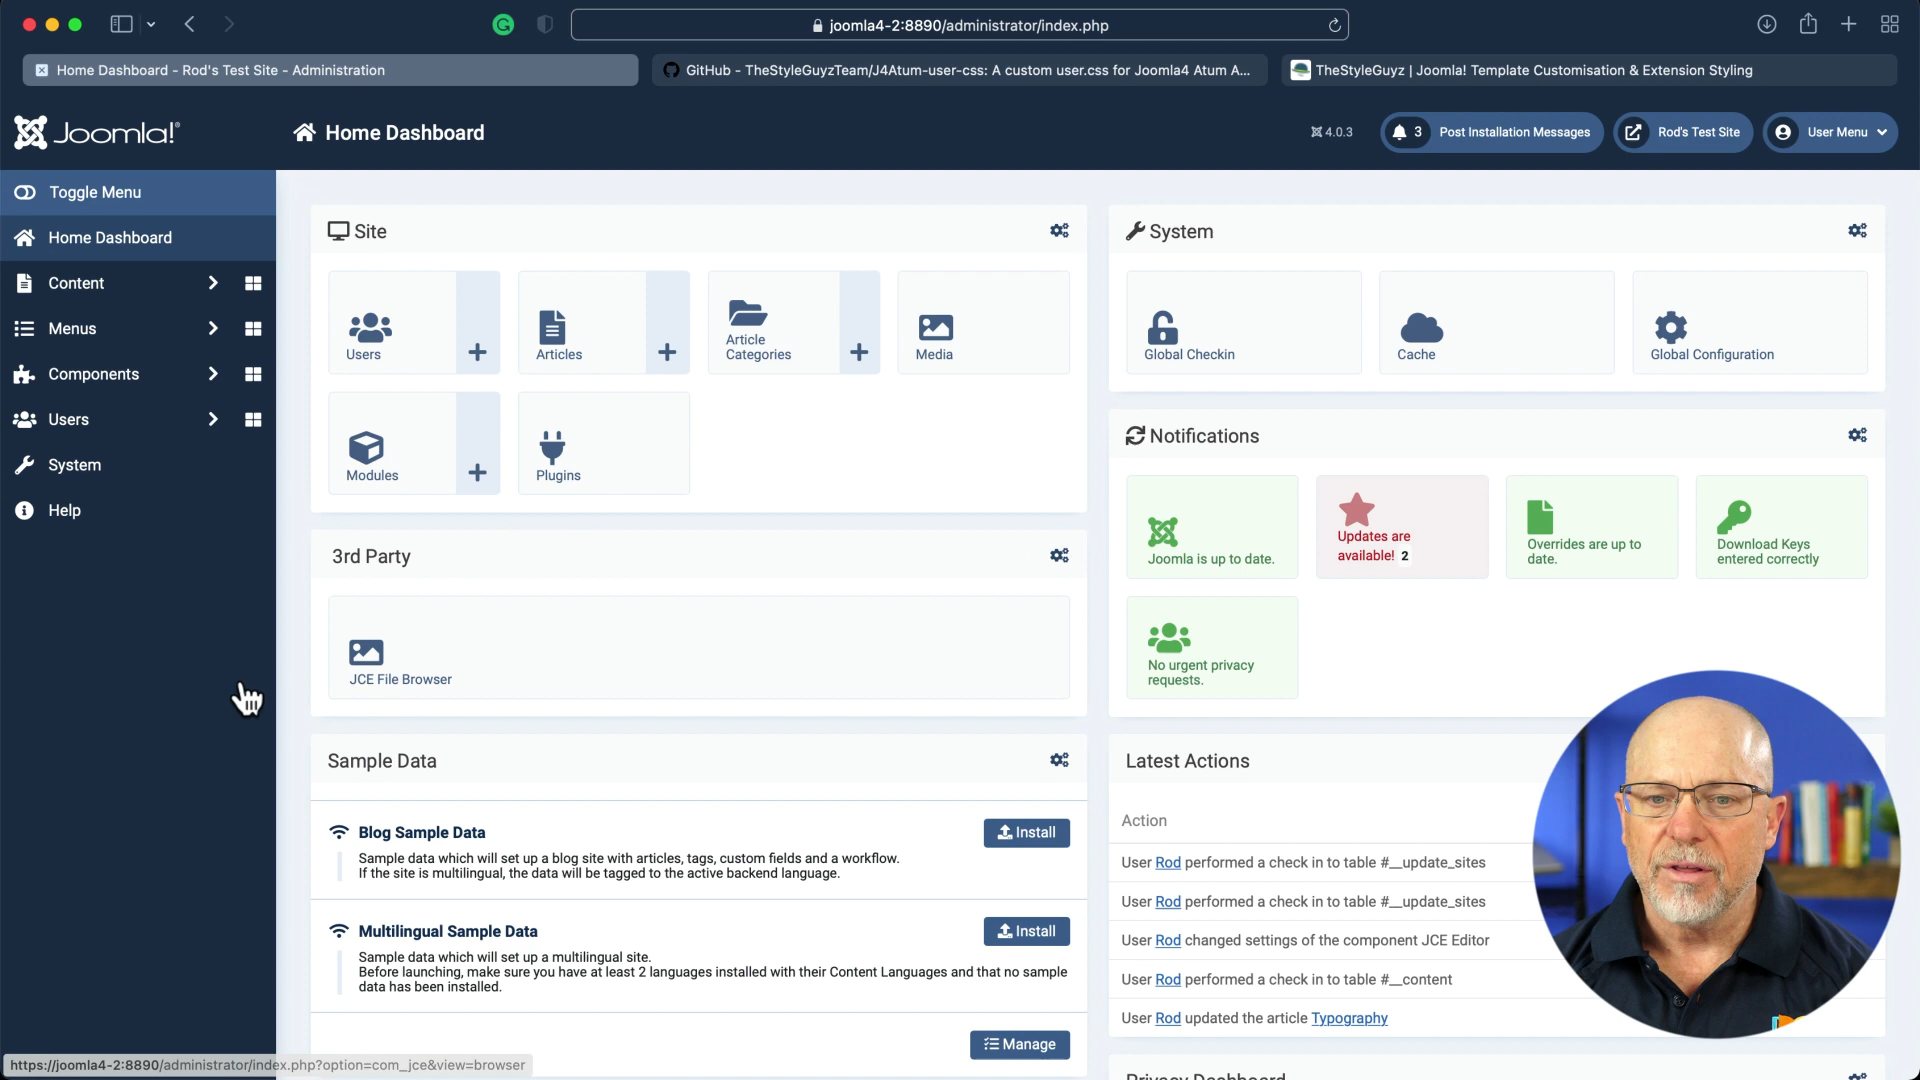 joomla4-2:8890/administrator/index.php
Home Dashboard - Rod's Test Site - Administration
GitHub - TheStyleGuyzTeam/J4Atum-user-css: A custom user.css for Joomla4 Atum A...
TheStyleGuyz | Joomla! Template Customisation & Extension Styling
Joomla!
Home Dashboard
4.0.3
3 Post Installation Messages
Rod's Test Site
User Menu
Toggle Menu
Home Dashboard
Content
Menus
Components
Users
System
Help
Site
Users
Articles
Article
Categories
Media
Modules
Plugins
3rd Party
JCE File Browser
Sample Data
Blog Sample Data
Install
Sample data which will set up a blog site with articles, tags, custom fields and a workflow.
If the site is multilingual, the data will be tagged to the active backend language.
Multilingual Sample Data
Install
Sample data which will set up a multilingual site.
Before launching, make sure you have at least 2 languages installed with their Content Languages and that no sample
data has been installed.
Manage
System
Global Checkin
Cache
Global Configuration
Notifications
Joomla is up to date.
Updates are
available! 2
Overrides are up to
date.
Download Keys
entered correctly
No urgent privacy
requests.
Latest Actions
Action
User Rod performed a check in to table #__update_sites
User Rod performed a check in to table #__update_sites
User Rod changed settings of the component JCE Editor
User Rod performed a check in to table #__content
User Rod updated the article Typography
Privacy Dashboard
https://joomla4-2:8890/administrator/index.php?option=com_jce&view=browser